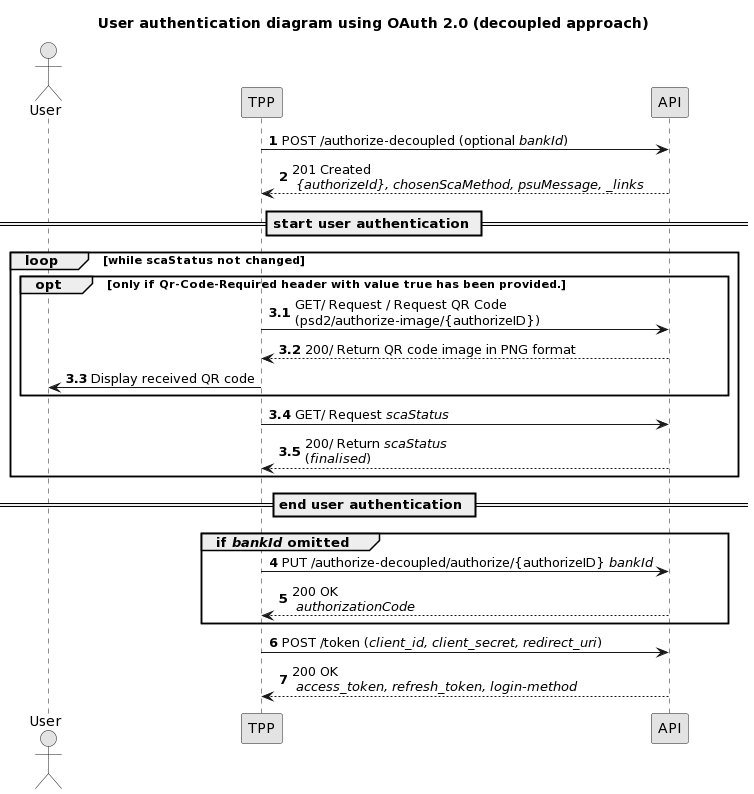 User authentication diagram using OAuth 2.0 (decoupled approach)
User
TPP
API
1 POST /authorize-decoupled (optional bankId)
2 201 Created
{authorizeId}, chosenScaMethod, psuMessage, _links
start user authentication
loop [while scaStatus not changed]
opt [only if Qr-Code-Required header with value true has been provided.]
3.1 GET/ Request / Request QR Code
(psd2/authorize-image/{authorizeID})
3.2 200/ Return QR code image in PNG format
3.3 Display received QR code
3.4 GET/ Request scaStatus
3.5 200/ Return scaStatus
(finalised)
end user authentication
if bankId omitted
4 PUT /authorize-decoupled/authorize/{authorizeID} bankId
5 200 OK
authorizationCode
6 POST /token (client_id, client_secret, redirect_uri)
7 200 OK
access_token, refresh_token, login-method
User
TPP
API